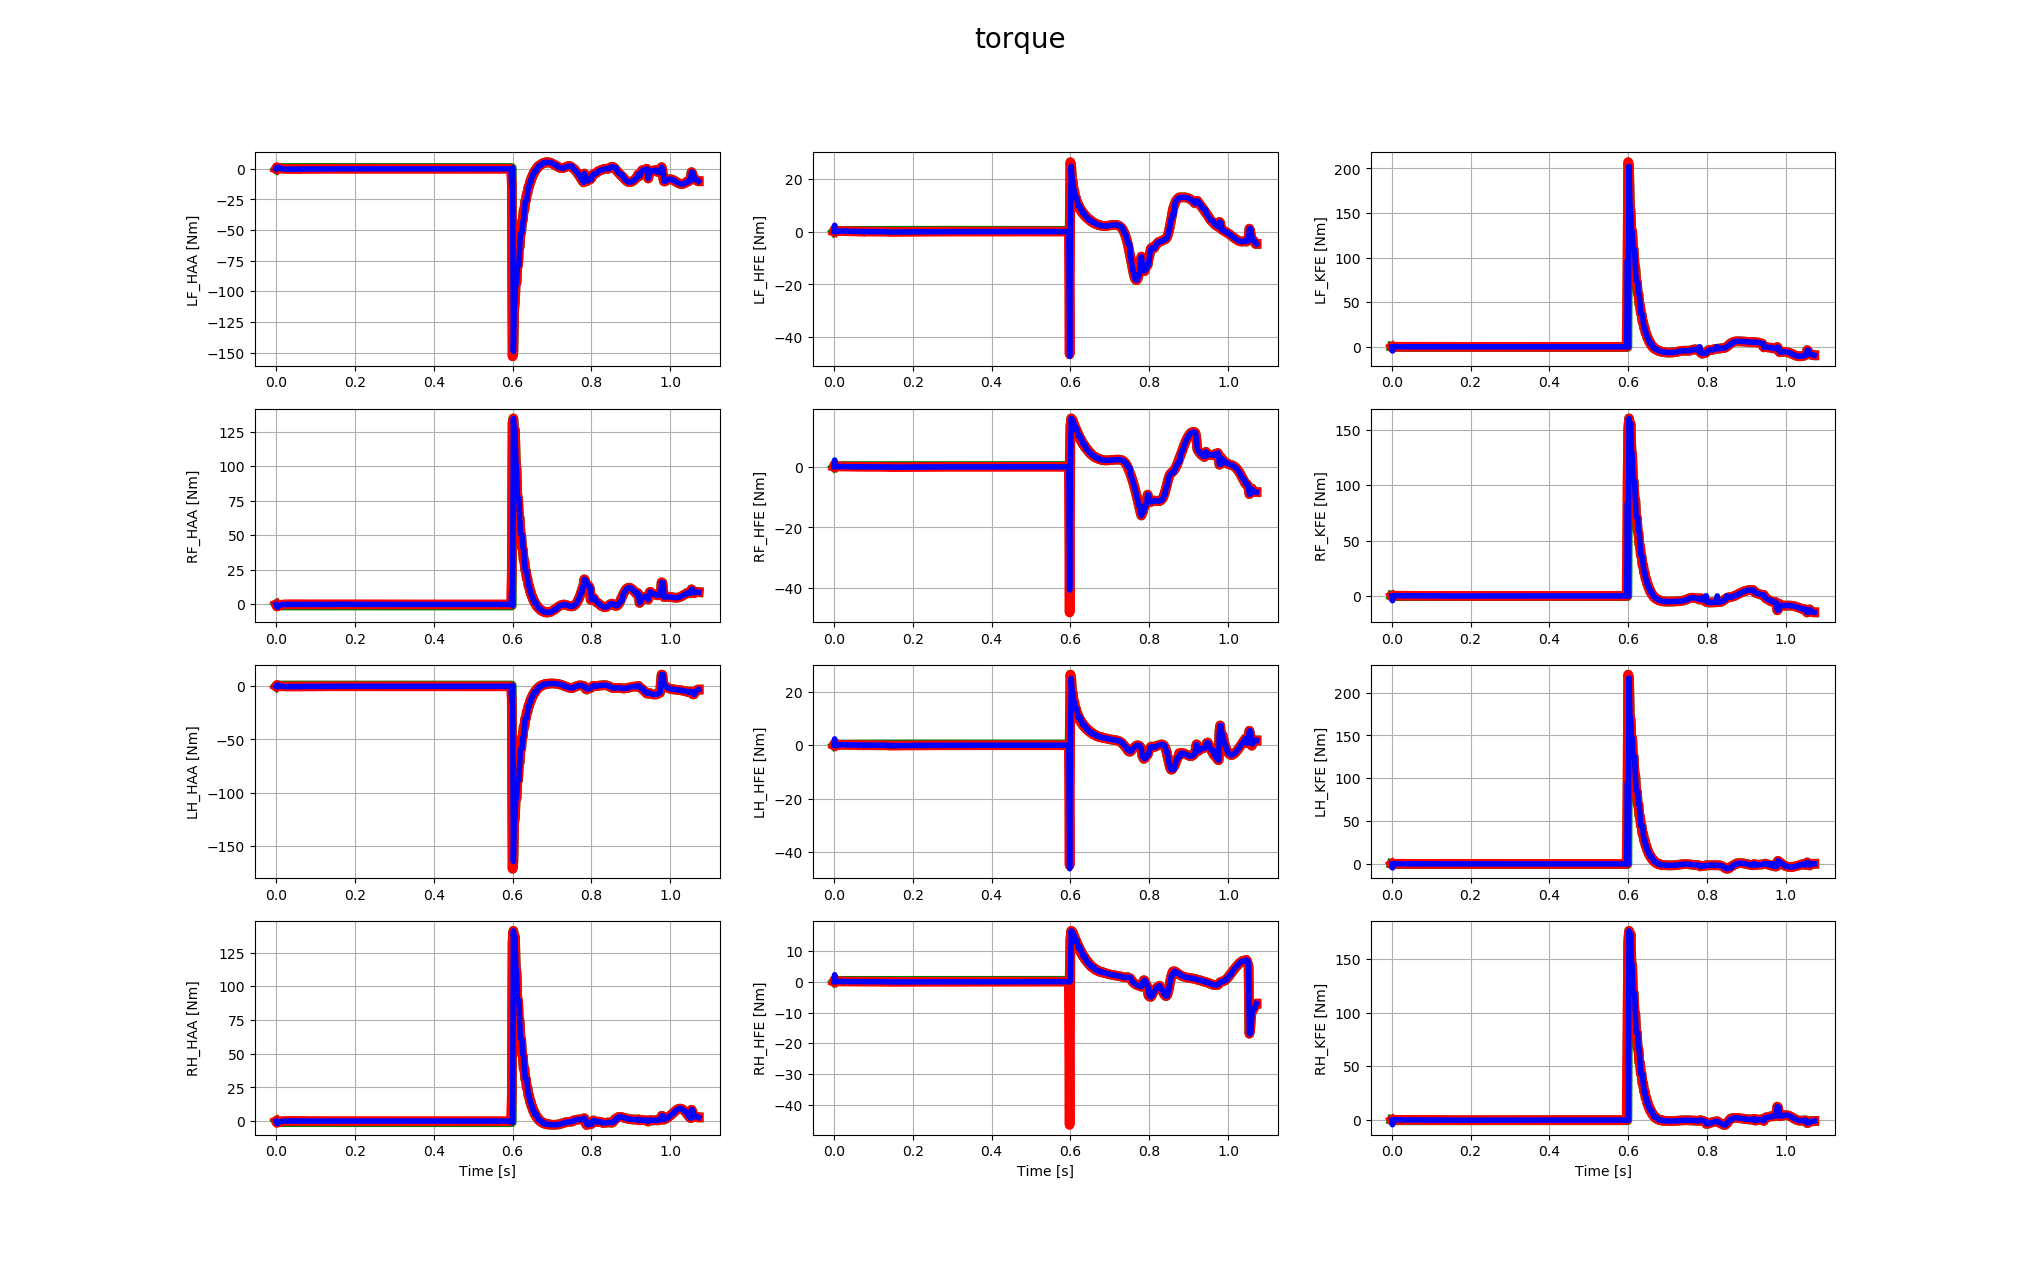 torque
LF_HAA [Nm]
0
−25
−50
−75
−100
−125
−150
0.0 0.2 0.4 0.6 0.8 1.0
LF_HFE [Nm]
20
0
−20
−40
0.0 0.2 0.4 0.6 0.8 1.0
LF_KFE [Nm]
200
150
100
50
0
0.0 0.2 0.4 0.6 0.8 1.0
RF_HAA [Nm]
125
100
75
50
25
0
0.0 0.2 0.4 0.6 0.8 1.0
RF_HFE [Nm]
0
−20
−40
0.0 0.2 0.4 0.6 0.8 1.0
RF_KFE [Nm]
150
100
50
0
0.0 0.2 0.4 0.6 0.8 1.0
LH_HAA [Nm]
0
−50
−100
−150
0.0 0.2 0.4 0.6 0.8 1.0
LH_HFE [Nm]
20
0
−20
−40
0.0 0.2 0.4 0.6 0.8 1.0
LH_KFE [Nm]
200
150
100
50
0
0.0 0.2 0.4 0.6 0.8 1.0
RH_HAA [Nm]
125
100
75
50
25
0
0.0 0.2 0.4 0.6 0.8 1.0
Time [s]
RH_HFE [Nm]
10
0
−10
−20
−30
−40
0.0 0.2 0.4 0.6 0.8 1.0
Time [s]
RH_KFE [Nm]
150
100
50
0
0.0 0.2 0.4 0.6 0.8 1.0
Time [s]